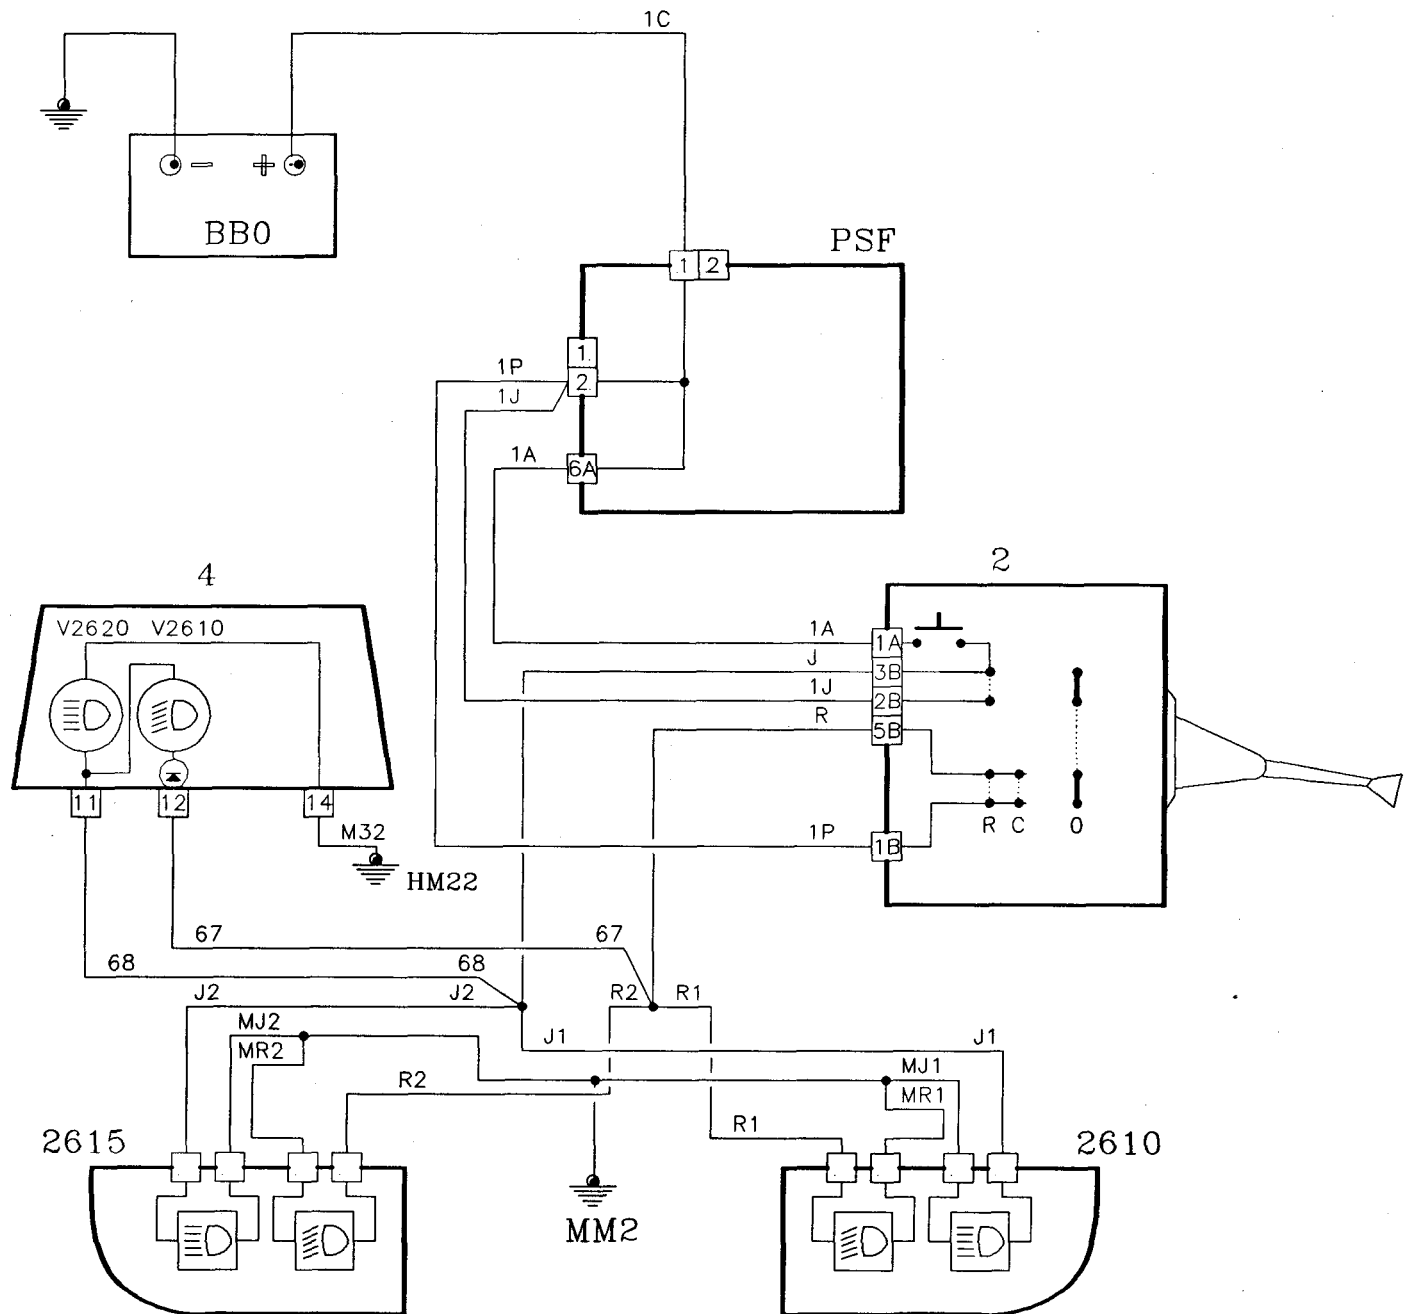 1C
− +
BB0
PSF
1 2
1
1P 2
1J
1A 6A
4
2
V2620 V2610
1A 1A
J 3B
1J 2B
R 5B
11 12 14
M32
HM22
R C 0
1P 1B
67 67
68 68
J2 J2 R2 R1
MJ2 J1 J1
MR2 MJ1
R2 MR1
R1
2615 2610
MM2